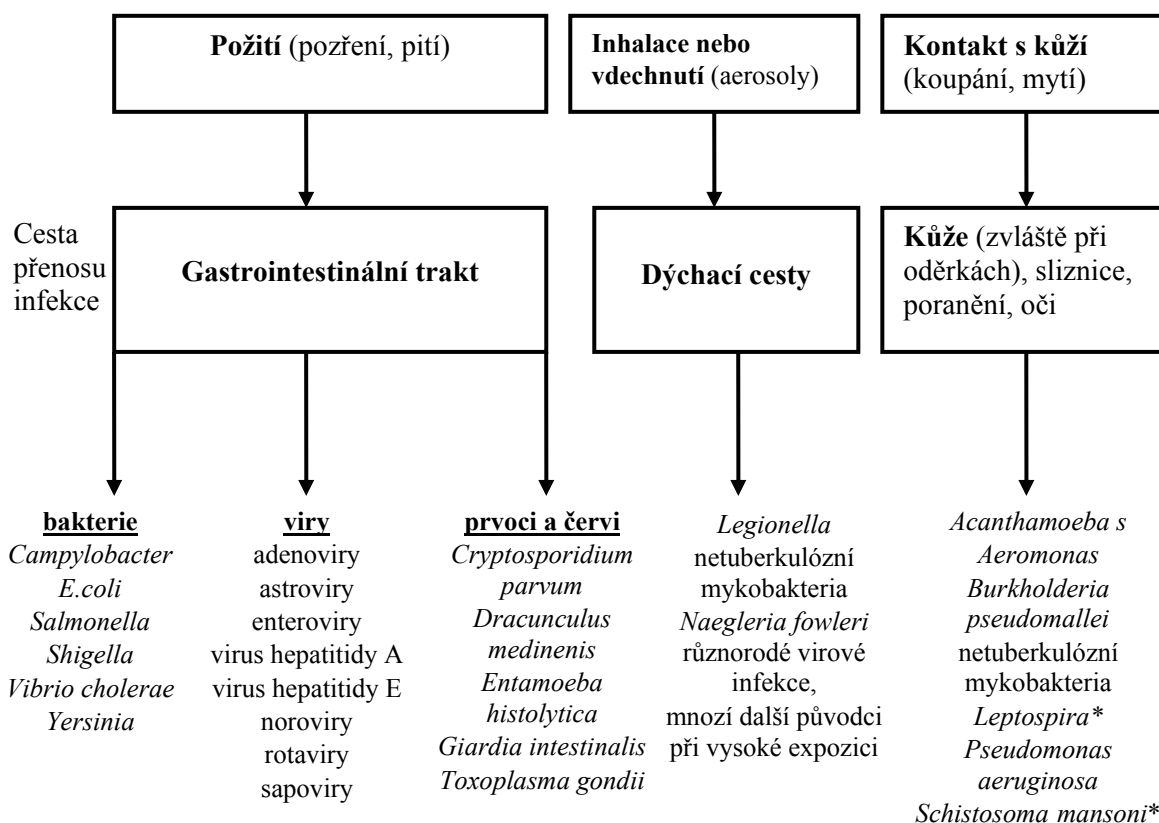 Požití (pozření, pití)
Inhalace nebo
vdechnutí (aerosoly)
Kontakt s kůží
(koupání, mytí)
Cesta
přenosu
infekce
Gastrointestinální trakt
Dýchací cesty
Kůže (zvláště při
oděrkách), sliznice,
poranění, oči
bakterie
Campylobacter
E.coli
Salmonella
Shigella
Vibrio cholerae
Yersinia
viry
adenoviry
astroviry
enteroviry
virus hepatitidy A
virus hepatitidy E
noroviry
rotaviry
sapoviry
prvoci a červi
Cryptosporidium
parvum
Dracunculus
medinenis
Entamoeba
histolytica
Giardia intestinalis
Toxoplasma gondii
Legionella
netuberkulózní
mykobakteria
Naegleria fowleri
různorodé virové
infekce,
mnozí další původci
při vysoké expozici
Acanthamoeba s
Aeromonas
Burkholderia
pseudomallei
netuberkulózní
mykobakteria
Leptospira*
Pseudomonas
aeruginosa
Schistosoma mansoni*